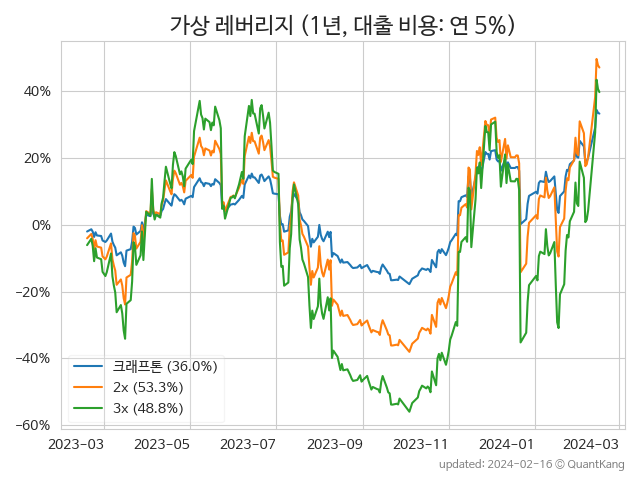 가상 레버리지 (1년, 대출 비용: 연 5%)
40%
20%
0%
−20%
−40%
−60%
크래프톤 (36.0%)
2x (53.3%)
3x (48.8%)
2023-03 2023-05 2023-07 2023-09 2023-11 2024-01 2024-03
updated: 2024-02-16 © QuantKang